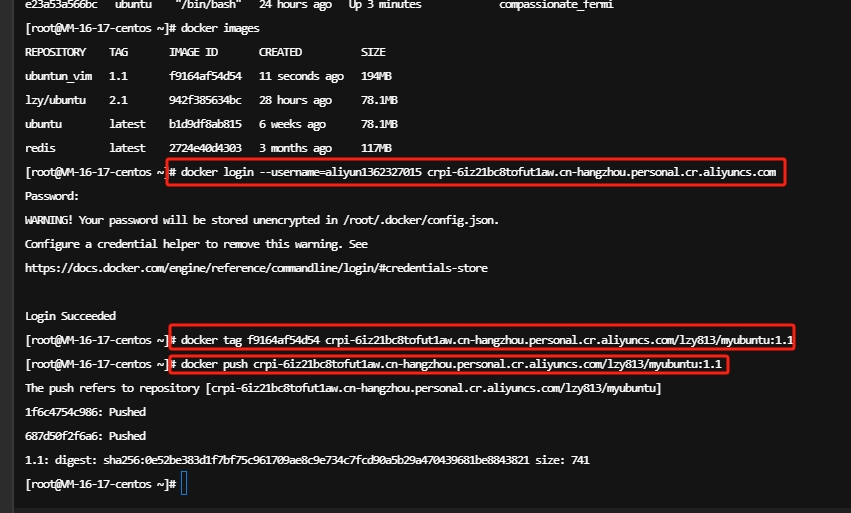 e23a53a566bc ubuntu "/bin/bash" 24 hours ago Up 3 minutes compassionate_fermi
[root@VM-16-17-centos ~]# docker images
REPOSITORY TAG IMAGE ID CREATED SIZE
ubuntun_vim 1.1 f9164af54d54 11 seconds ago 194MB
lzy/ubuntu 2.1 942f385634bc 28 hours ago 78.1MB
ubuntu latest b1d9df8ab815 6 weeks ago 78.1MB
redis latest 2724e40d4303 3 months ago 117MB
[root@VM-16-17-centos ~]# docker login --username=aliyun1362327015 crpi-6iz21bc8tofut1aw.cn-hangzhou.personal.cr.aliyuncs.com
Password:
WARNING! Your password will be stored unencrypted in /root/.docker/config.json.
Configure a credential helper to remove this warning. See
https://docs.docker.com/engine/reference/commandline/login/#credentials-store
Login Succeeded
[root@VM-16-17-centos ~]# docker tag f9164af54d54 crpi-6iz21bc8tofut1aw.cn-hangzhou.personal.cr.aliyuncs.com/lzy813/myubuntu:1.1
[root@VM-16-17-centos ~]# docker push crpi-6iz21bc8tofut1aw.cn-hangzhou.personal.cr.aliyuncs.com/lzy813/myubuntu:1.1
The push refers to repository [crpi-6iz21bc8tofut1aw.cn-hangzhou.personal.cr.aliyuncs.com/lzy813/myubuntu]
1f6c4754c986: Pushed
687d50f2f6a6: Pushed
1.1: digest: sha256:0e52be383d1f7bf75c961709ae8c9e734c7fcd90a5b29a470439681be8843821 size: 741
[root@VM-16-17-centos ~]#